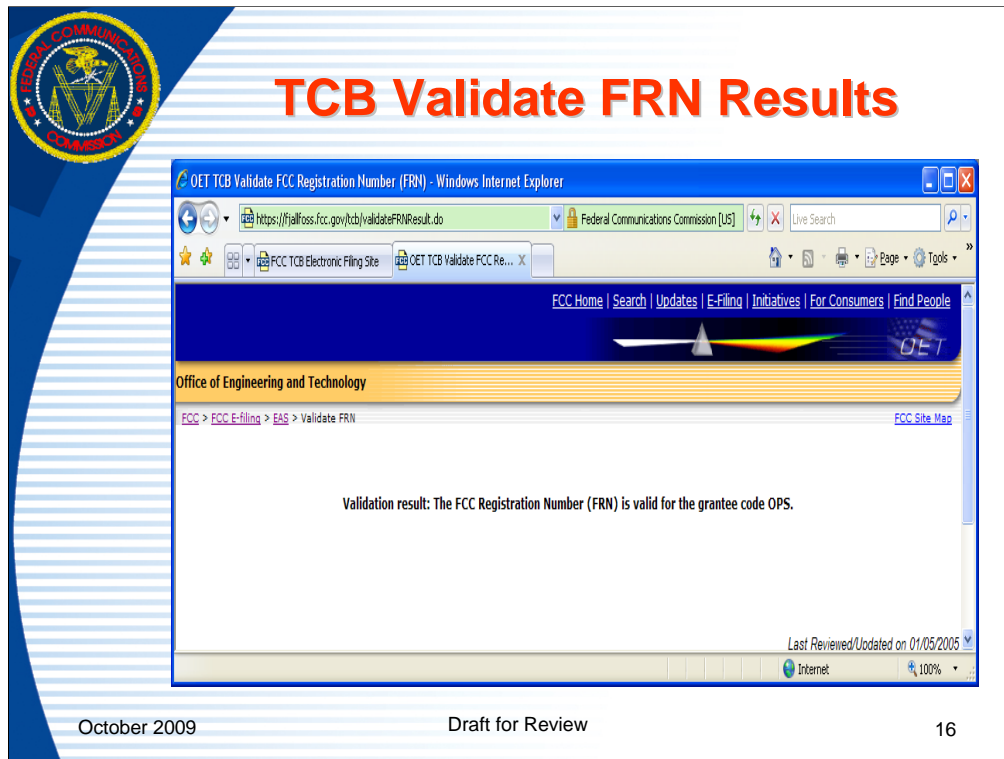 FEDERAL COMMUNICATIONS COMMISSION
TCB Validate FRN Results
OET TCB Validate FCC Registration Number (FRN) - Windows Internet Explorer
https://fjallfoss.fcc.gov/tcb/validateFRNResult.do
Federal Communications Commission [US]
Live Search
FCC TCB Electronic Filing Site
OET TCB Validate FCC Re... X
Page
Tools
»
FCC Home | Search | Updates | E-Filing | Initiatives | For Consumers | Find People
OET
Office of Engineering and Technology
FCC > FCC E-filing > EAS > Validate FRN
FCC Site Map
Validation result: The FCC Registration Number (FRN) is valid for the grantee code OPS.
Last Reviewed/Updated on 01/05/2005
Internet
100%
October 2009
Draft for Review
16